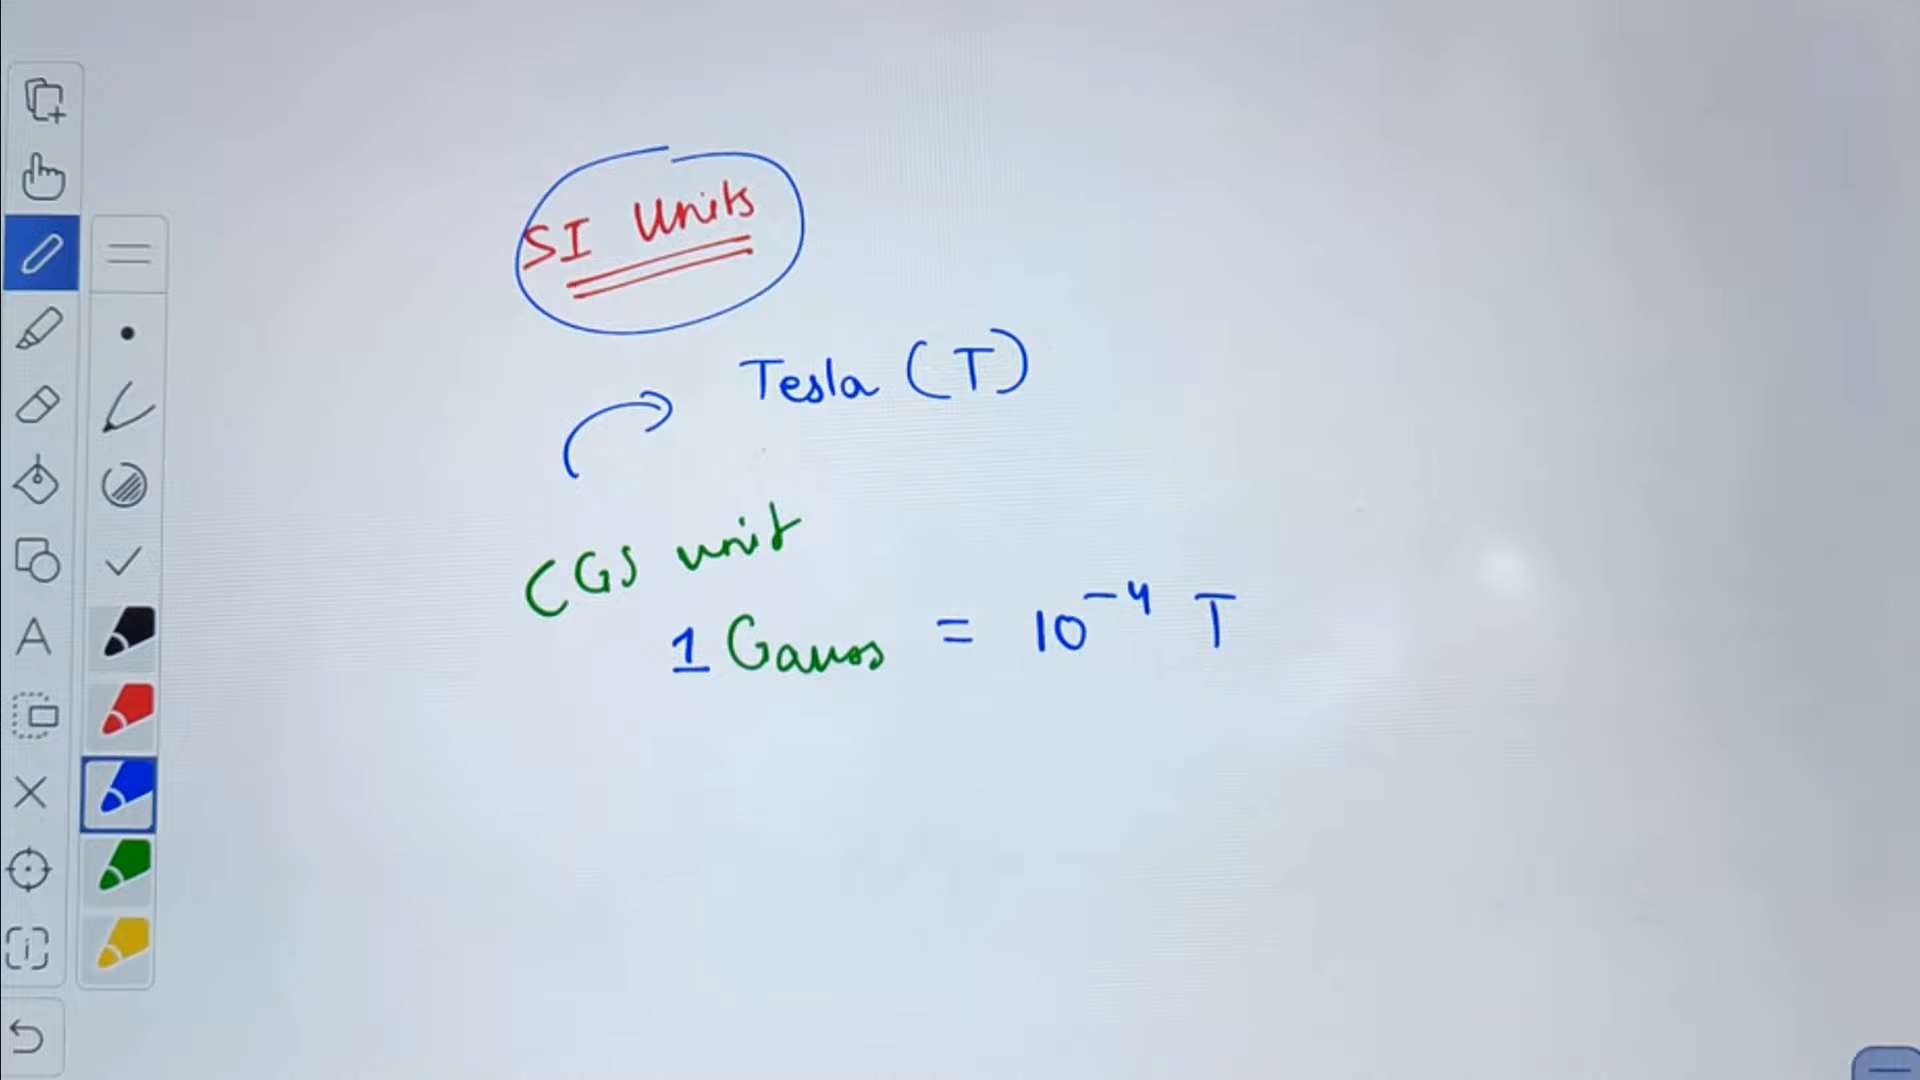 SI Units
Tesla (T)
CGS unit
1 Gauss = 10⁻⁴ T
A